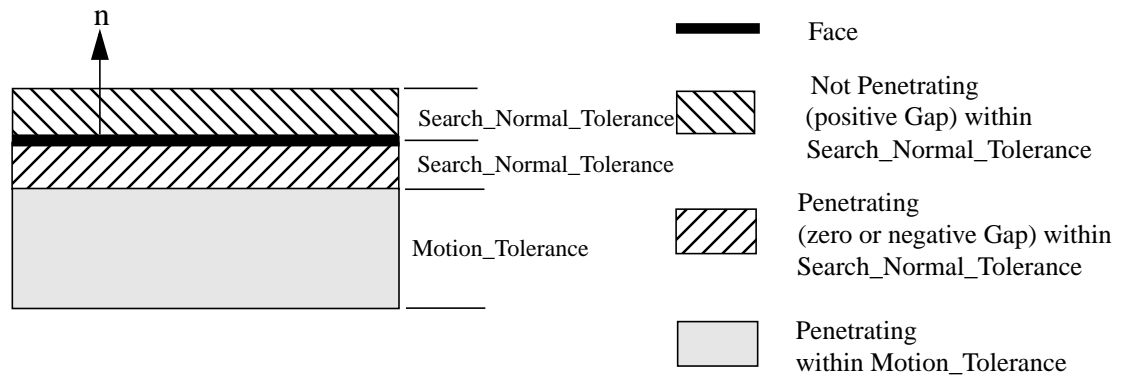 n
Search_Normal_Tolerance
Search_Normal_Tolerance
Motion_Tolerance
Face
Not Penetrating
(positive Gap) within
Search_Normal_Tolerance
Penetrating
(zero or negative Gap) within
Search_Normal_Tolerance
Penetrating
within Motion_Tolerance